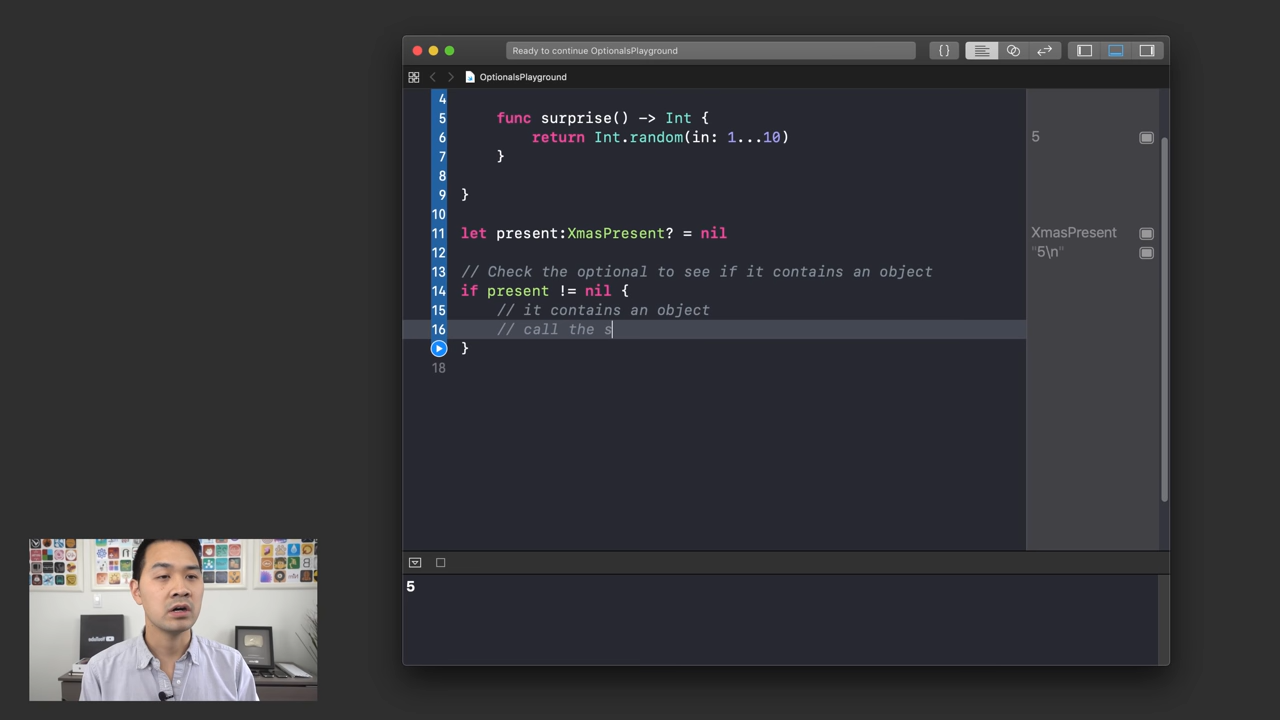 Ready to continue OptionalsPlayground
{}
OptionalsPlayground
4
5 func surprise() -> Int {
6 return Int.random(in: 1...10)
5
7 }
8
9 }
10
11 let present:XmasPresent? = nil
XmasPresent
12
"5\n"
13 // Check the optional to see if it contains an object
14 if present != nil {
15 // it contains an object
16 // call the s
}
18
5
YouTube